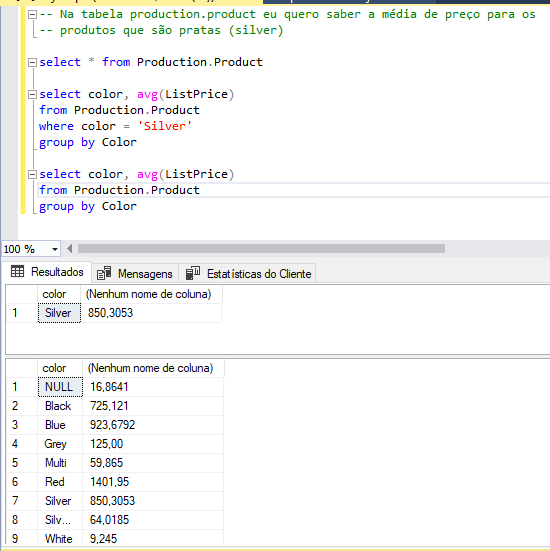 -- Na tabela production.product eu quero saber a média de preço para os
-- produtos que são pratas (silver)
select * from Production.Product
select color, avg(ListPrice)
from Production.Product
where color = 'Silver'
group by Color
select color, avg(ListPrice)
from Production.Product
group by Color
100 %
Resultados Mensagens Estatísticas do Cliente
color (Nenhum nome de coluna)
1 Silver 850,3053
color (Nenhum nome de coluna)
1 NULL 16,8641
2 Black 725,121
3 Blue 923,6792
4 Grey 125,00
5 Multi 59,865
6 Red 1401,95
7 Silver 850,3053
8 Silv... 64,0185
9 White 9,245